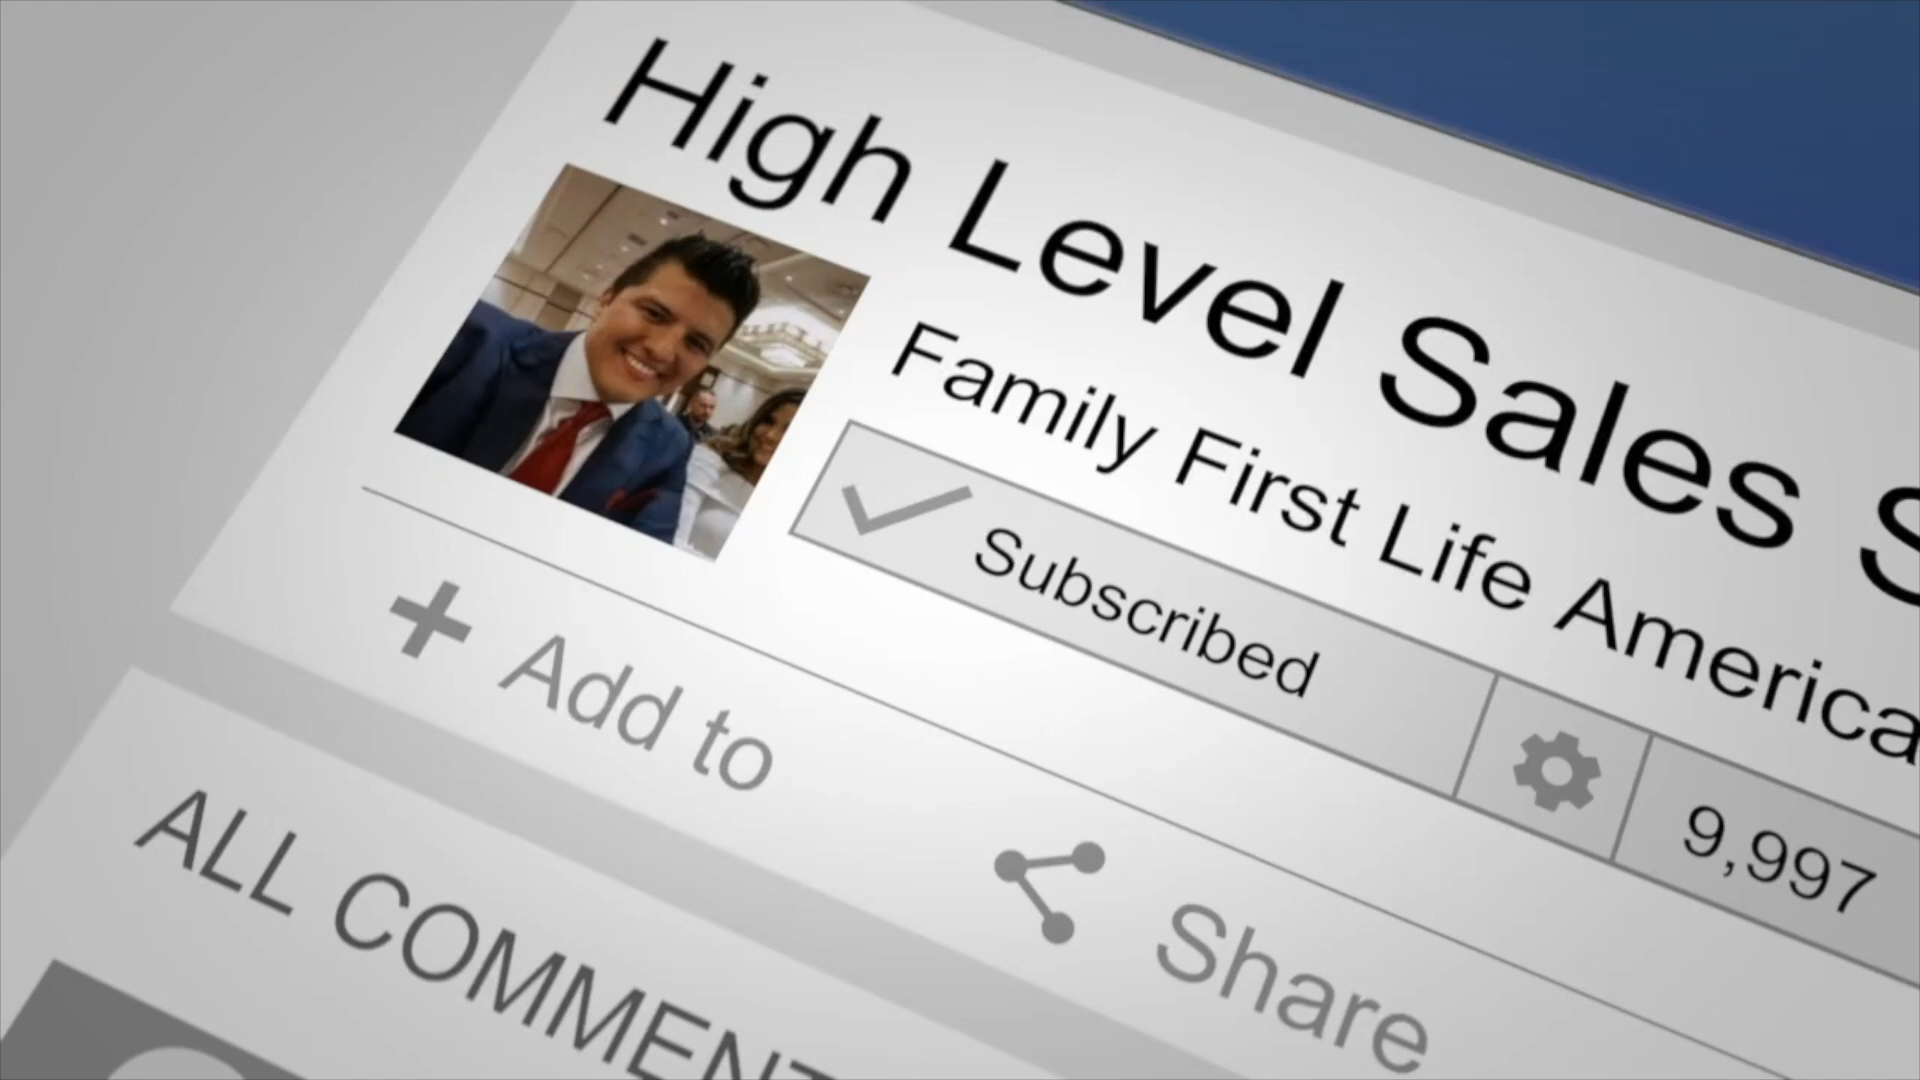 High Level Sales S
Family First Life America
Subscribed
9,997
Add to
Share
ALL COMMENT